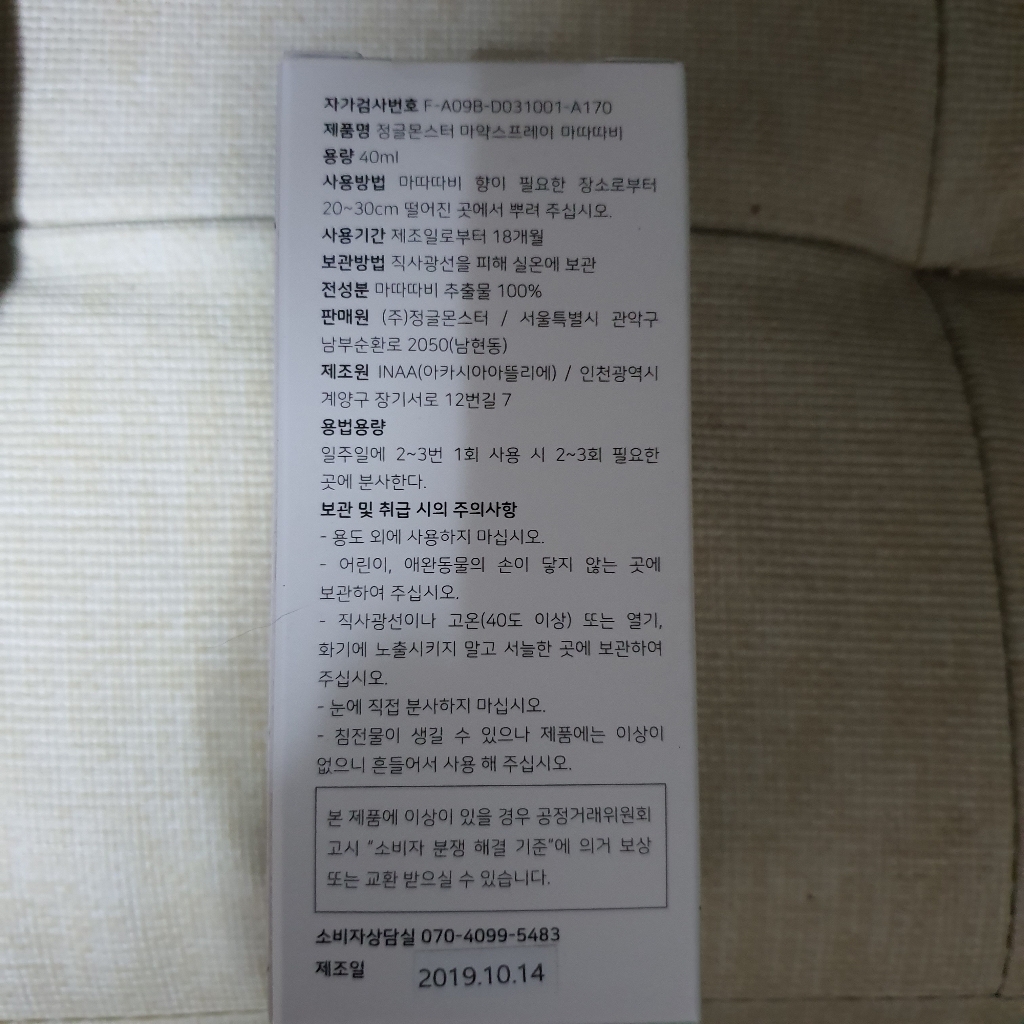 자가검사번호 F-A09B-D031001-A170
제품명 정글몬스터 마약스프레이 마따따비
용량 40ml
사용방법 마따따비 향이 필요한 장소로부터
20~30cm 떨어진 곳에서 뿌려 주십시오.
사용기간 제조일로부터 18개월
보관방법 직사광선을 피해 실온에 보관
전성분 마따따비 추출물 100%
판매원 (주)정글몬스터 / 서울특별시 관악구
남부순환로 2050(남현동)
제조원 INAA(아카시아아뜰리에) / 인천광역시
계양구 장기서로 12번길 7
용법용량
일주일에 2~3번 1회 사용 시 2~3회 필요한
곳에 분사한다.
보관 및 취급 시의 주의사항
- 용도 외에 사용하지 마십시오.
- 어린이, 애완동물의 손이 닿지 않는 곳에
보관하여 주십시오.
- 직사광선이나 고온(40도 이상) 또는 열기,
화기에 노출시키지 말고 서늘한 곳에 보관하여
주십시오.
- 눈에 직접 분사하지 마십시오.
- 침전물이 생길 수 있으나 제품에는 이상이
없으니 흔들어서 사용 해 주십시오.
본 제품에 이상이 있을 경우 공정거래위원회
고시 "소비자 분쟁 해결 기준"에 의거 보상
또는 교환 받으실 수 있습니다.
소비자상담실 070-4099-5483
제조일 2019.10.14